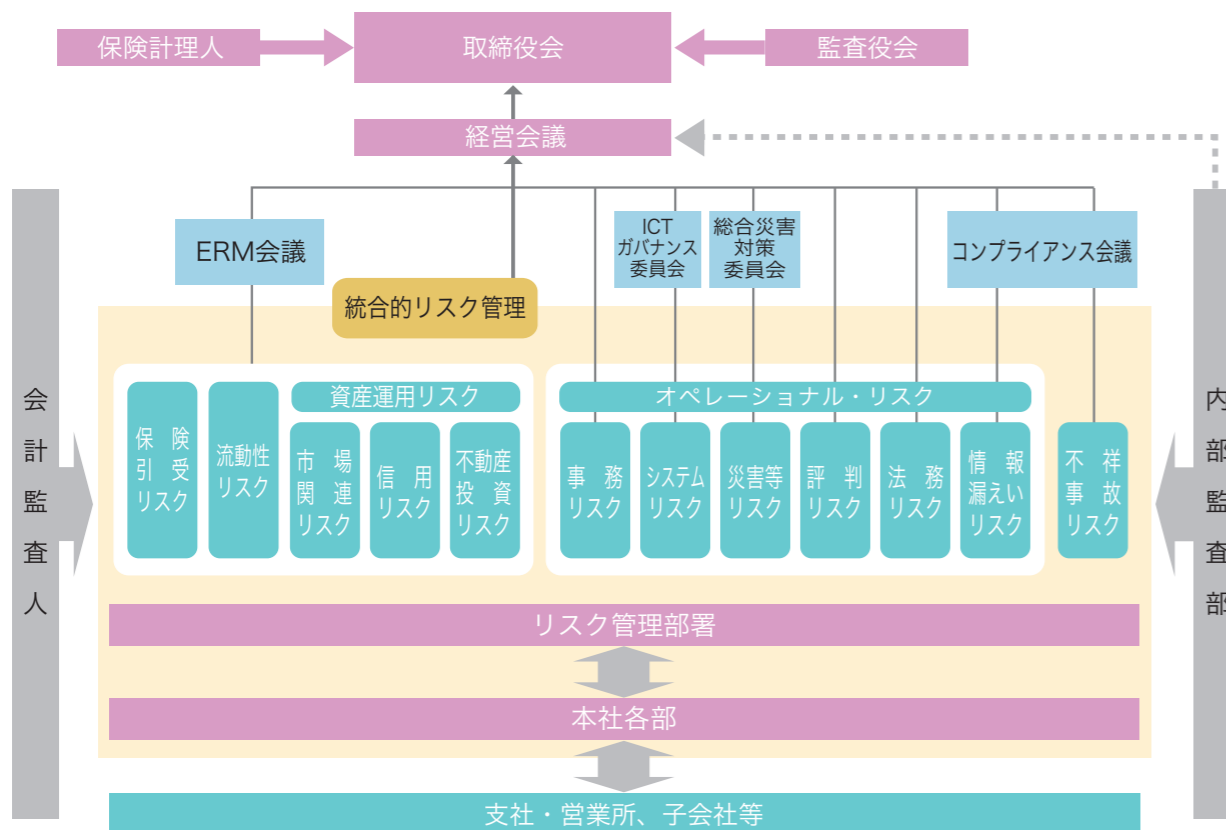 保険計理人
取締役会
監査役会
経営会議
ERM会議
ICT
ガバナンス
委員会
総合災害
対策
委員会
コンプライアンス会議
統合的リスク管理
会
計
監
査
人
資産運用リスク
オペレーショナル・リスク
保険
引受
リスク
流動性
リスク
市場
関連
リスク
信用
リスク
不動産
投資
リスク
事務
リスク
システム
リスク
災害等
リスク
評判
リスク
法務
リスク
情報
漏えい
リスク
不祥
事故
リスク
内
部
監
査
部
リスク管理部署
本社各部
支社・営業所、子会社等